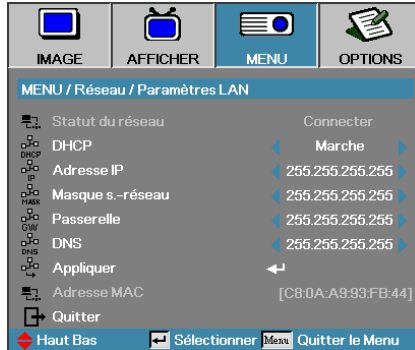 IMAGE AFFICHER MENU OPTIONS
MENU / Réseau / Paramètres LAN
Statut du réseau Connecter
DHCP DHCP Marche
IP Adresse IP 255.255.255.255
MASK Masque s.-réseau 255.255.255.255
GW Passerelle 255.255.255.255
DNS DNS 255.255.255.255
Appliquer
Adresse MAC [C8:0A:A9:93:FB:44]
Quitter
Haut Bas Sélectionner Menu Quitter le Menu